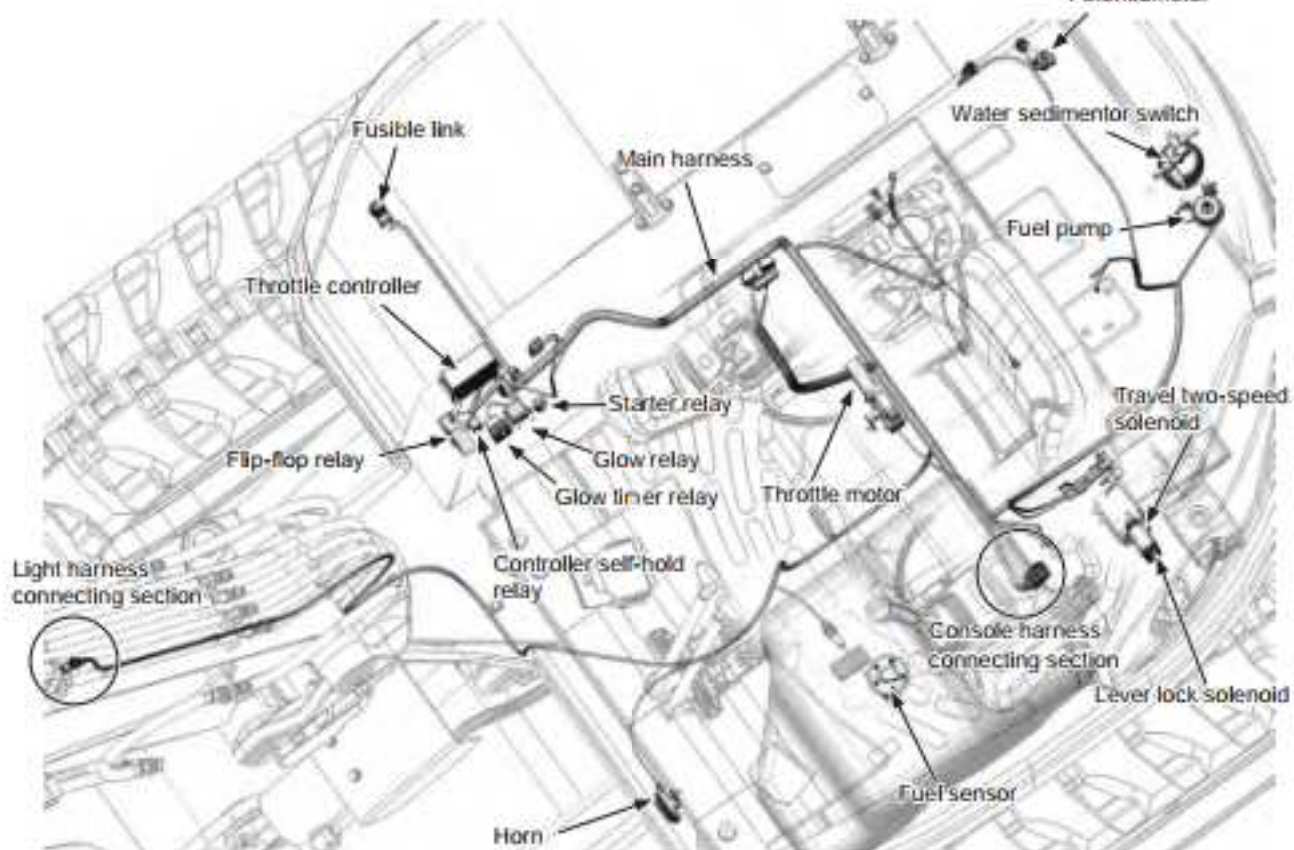 Water sedimentor switch
Fusible link
Main harness
Fuel pump
Throttle controller
Travel two-speed
solenoid
Starter relay
Flip-flop relay
Glow relay
Glow timer relay
Throttle motor
Light harness
connecting section
Controller self-hold
relay
Console harness
connecting section
Lever lock solenoid
Fuel sensor
Horn